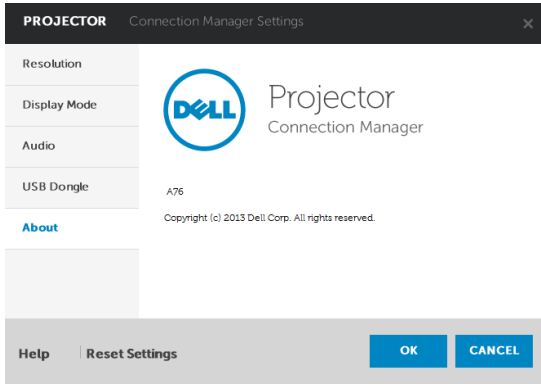 PROJECTOR Connection Manager Settings ×
Resolution
Display Mode
Audio
USB Dongle
About
DELL
Projector
Connection Manager
A76
Copyright (c) 2013 Dell Corp. All rights reserved.
Help Reset Settings OK CANCEL